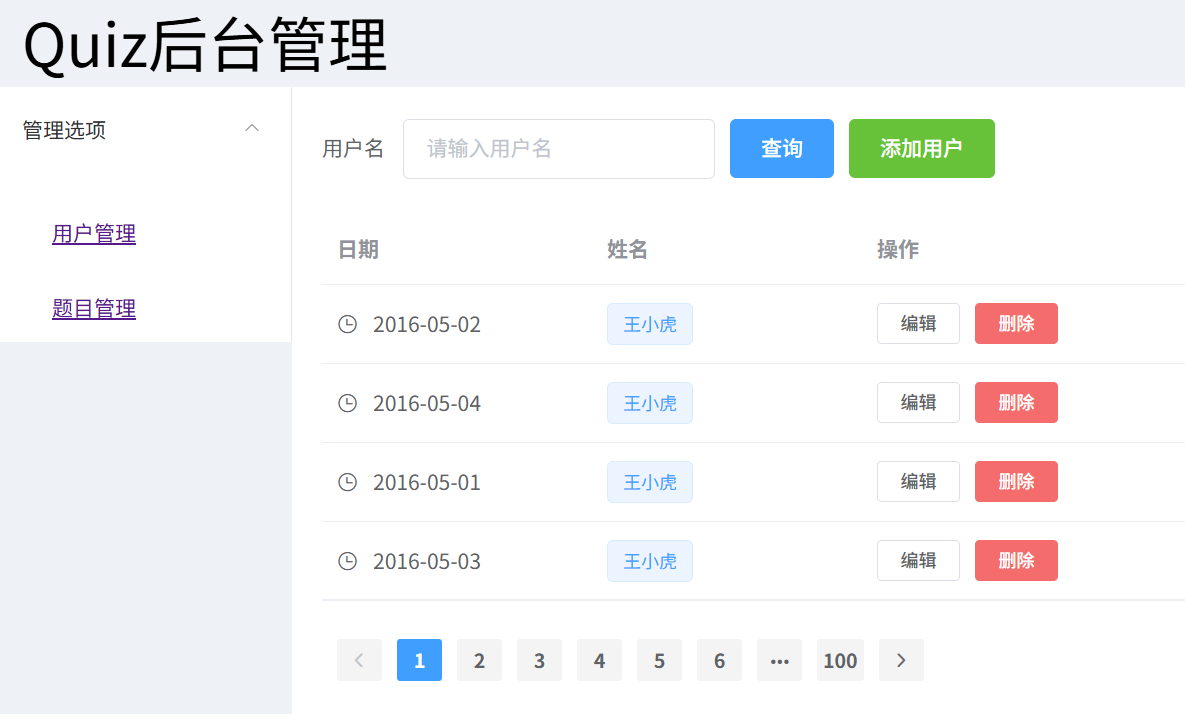 Quiz后台管理
管理选项
用户管理
题目管理
用户名 请输入用户名 查询 添加用户
日期 姓名 操作
2016-05-02 王小虎 编辑 删除
2016-05-04 王小虎 编辑 删除
2016-05-01 王小虎 编辑 删除
2016-05-03 王小虎 编辑 删除
1 2 3 4 5 6 ••• 100